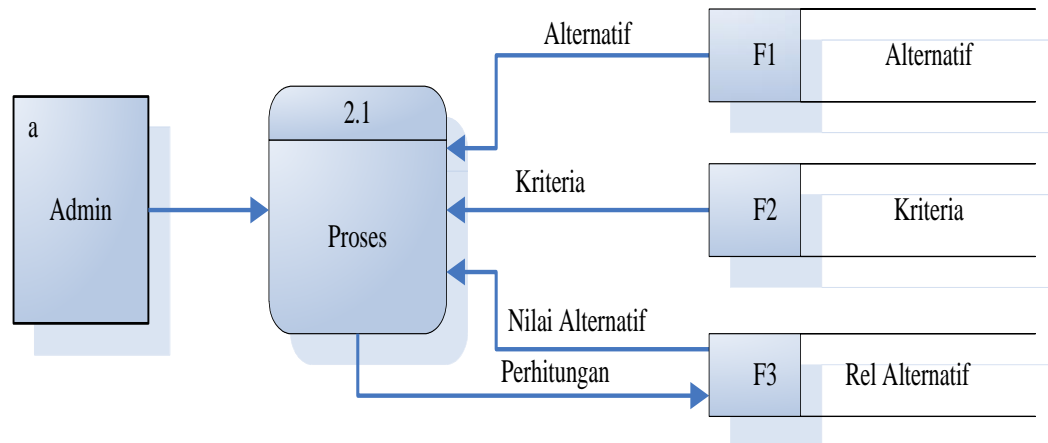 Alternatif
F1
Alternatif
a
Admin
2.1
Proses
Kriteria
F2
Kriteria
Nilai Alternatif
Perhitungan
F3
Rel Alternatif